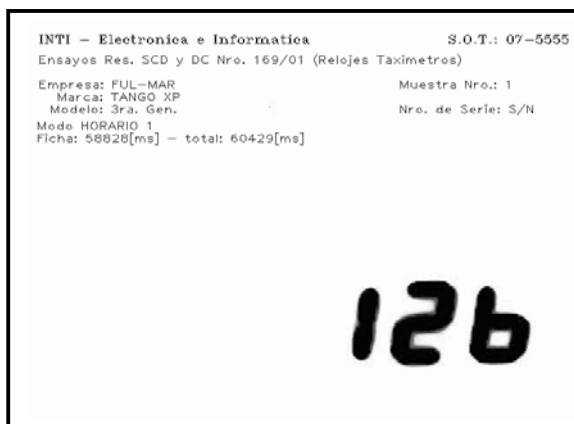 INTI – Electronica e Informatica S.O.T.: 07–5555
Ensayos Res. SCD y DC Nro. 169/01 (Relojes Taximetros)
Empresa: FUL–MAR Muestra Nro.: 1
Marca: TANGO XP
Modelo: 3ra. Gen. Nro. de Serie: S/N
Modo HORARIO 1
Ficha: 58828[ms] – total: 60429[ms]
126